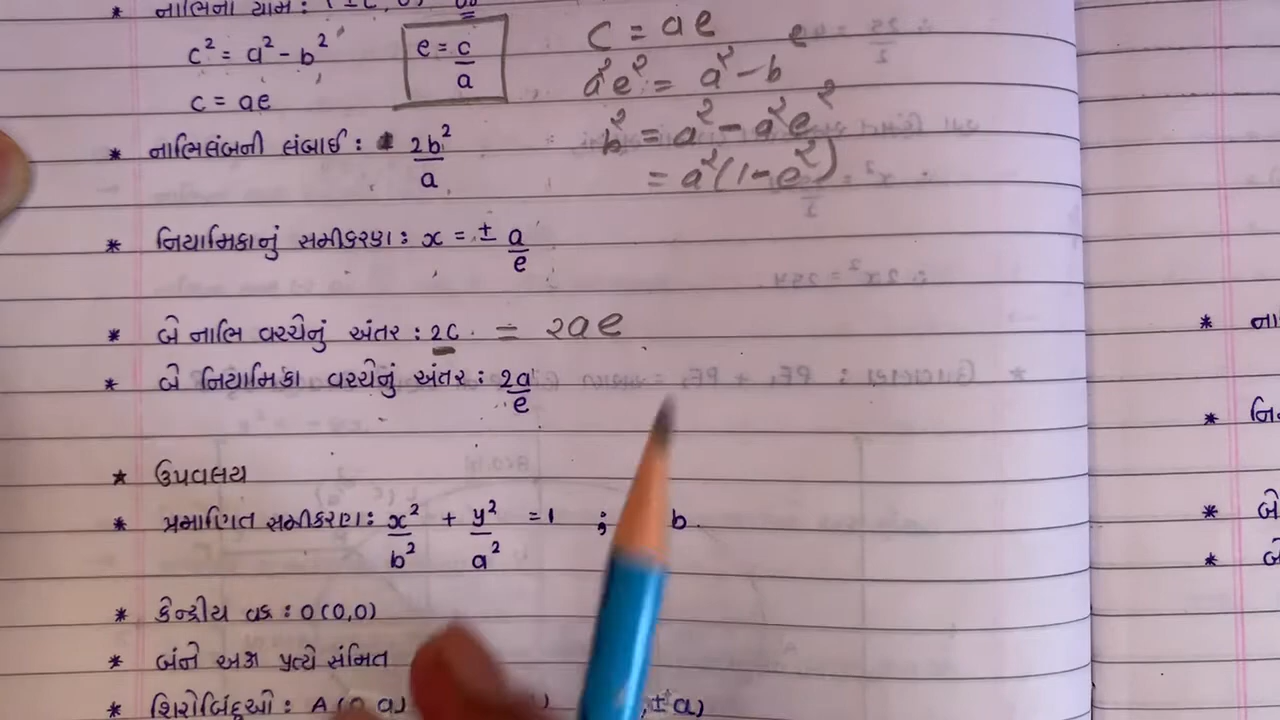 * નાભિના યામ : (±c, 0)
c² = a² - b²
e = c/a
c = ae
* નાભિલંબની લંબાઈ : 2b²/a
c = ae e
a²e² = a² - b
b² = a² - a²e²
= a²(1-e²)
* નિયામિકાનું સમીકરણ : x = ± a/e
* બે નાભિ વચ્ચેનું અંતર : 2c = 2ae
* બે નિયામિકા વચ્ચેનું અંતર : 2a/e
* ઉપવલય
* પ્રમાણિત સમીકરણ : x²/b² + y²/a² = 1 ; b
* કેન્દ્રીય વક્ર : O(0,0)
* બંને અક્ષ પ્રત્યે સંમિત
* શિરોબિંદુઓ : A(0, a) ) , ±a)
* ના
* નિ
* બે
* બે